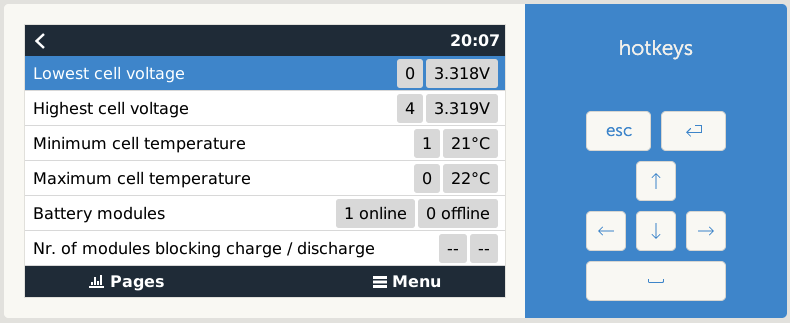 20:07
Lowest cell voltage 0 3.318V
Highest cell voltage 4 3.319V
Minimum cell temperature 1 21°C
Maximum cell temperature 0 22°C
Battery modules 1 online 0 offline
Nr. of modules blocking charge / discharge -- --
Pages Menu
hotkeys
esc